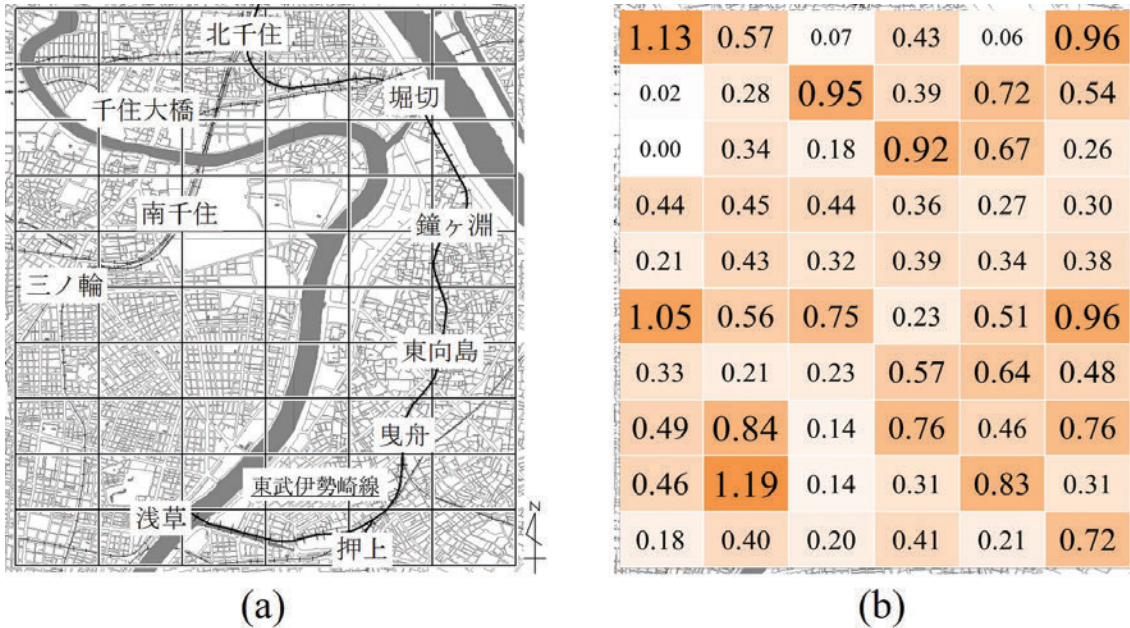 北千住
堀切
千住大橋
南千住
鐘ヶ淵
三ノ輪
東向島
曳舟
東武伊勢崎線
浅草
押上
Z
(a)
1.13 0.57 0.07 0.43 0.06 0.96
0.02 0.28 0.95 0.39 0.72 0.54
0.00 0.34 0.18 0.92 0.67 0.26
0.44 0.45 0.44 0.36 0.27 0.30
0.21 0.43 0.32 0.39 0.34 0.38
1.05 0.56 0.75 0.23 0.51 0.96
0.33 0.21 0.23 0.57 0.64 0.48
0.49 0.84 0.14 0.76 0.46 0.76
0.46 1.19 0.14 0.31 0.83 0.31
0.18 0.40 0.20 0.41 0.21 0.72
(b)